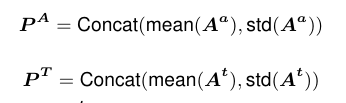 P^A = Concat(mean(A^a), std(A^a))
P^T = Concat(mean(A^t), std(A^t))